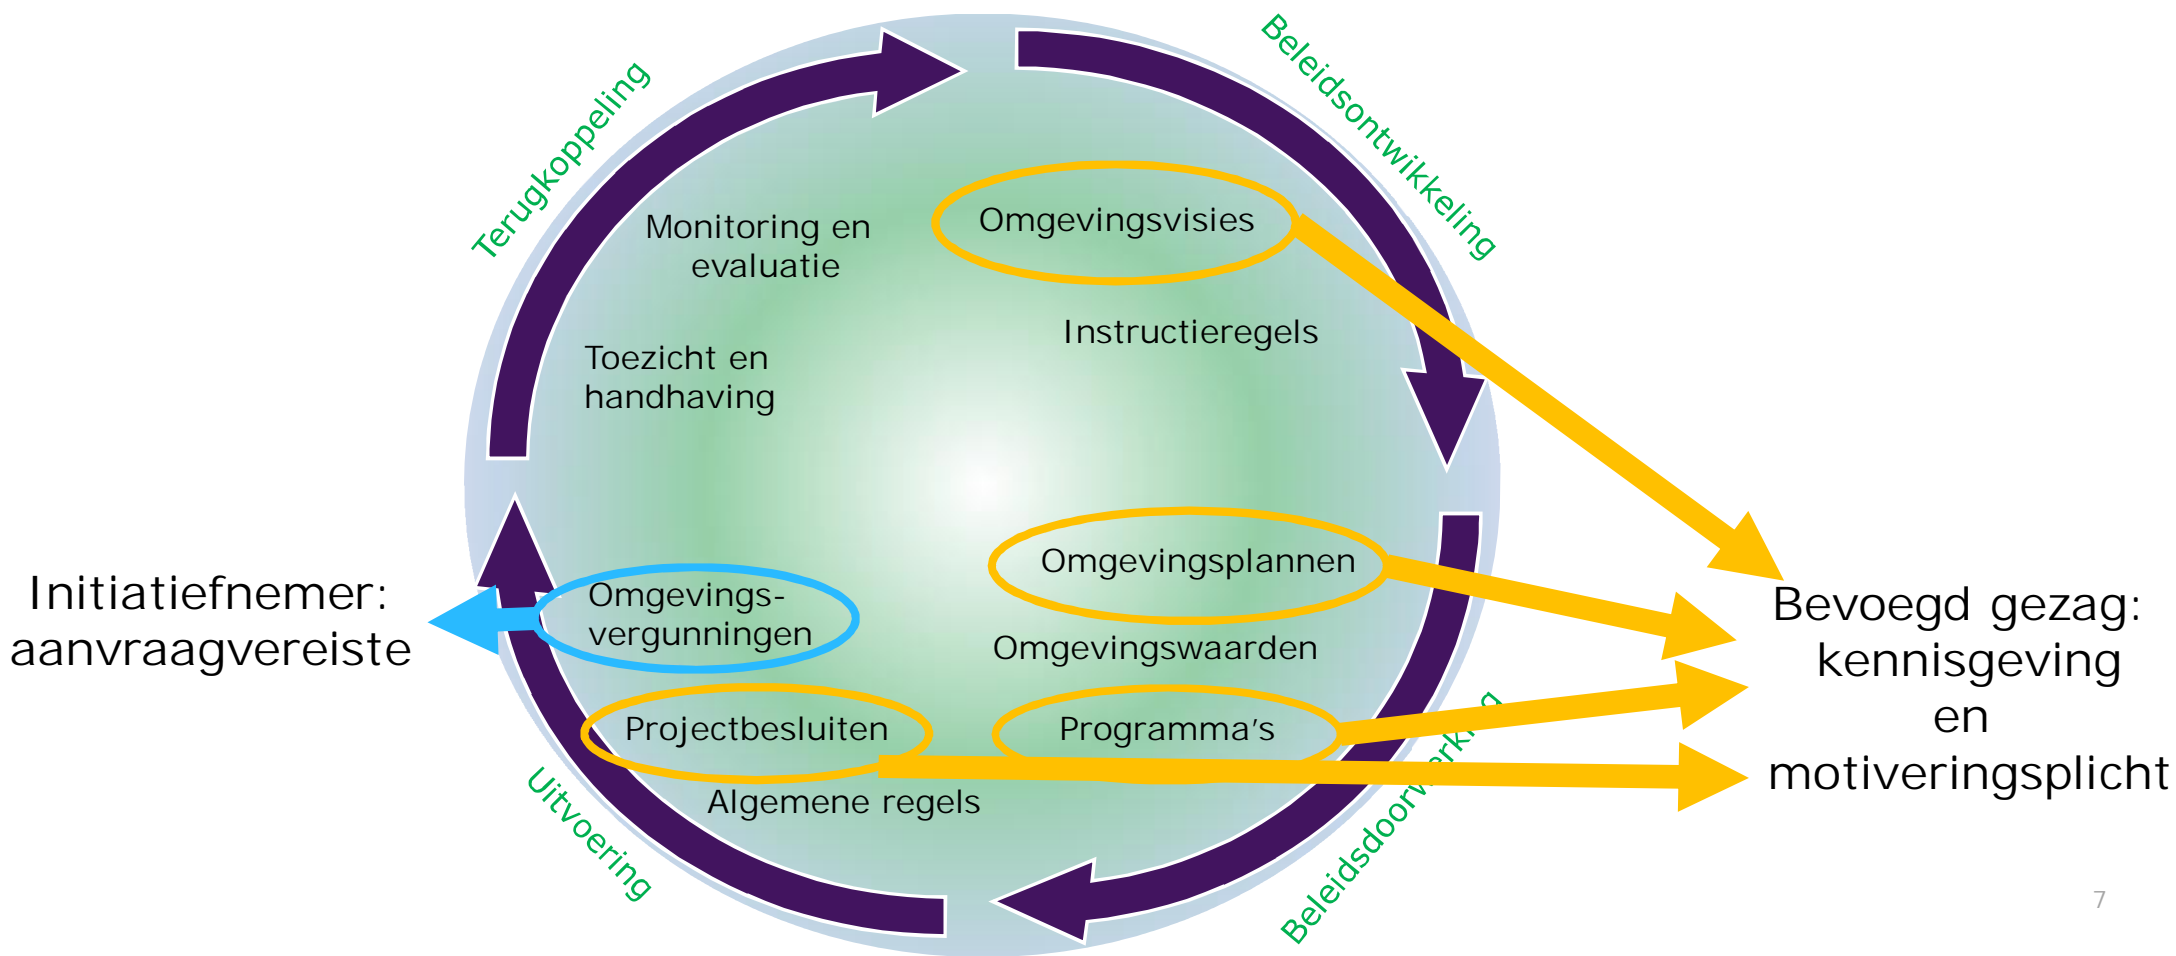 Terugkoppeling
Beleidsontwikkeling
Monitoring en
evaluatie
Omgevingsvisies
Instructieregels
Toezicht en
handhaving
Initiatiefnemer:
aanvraagvereiste
Omgevings-
vergunningen
Omgevingsplannen
Omgevingswaarden
Bevoegd gezag:
kennisgeving
en
motiveringsplicht
Projectbesluiten
Programma's
Algemene regels
Uitvoering
Beleidsdoorwerking
7